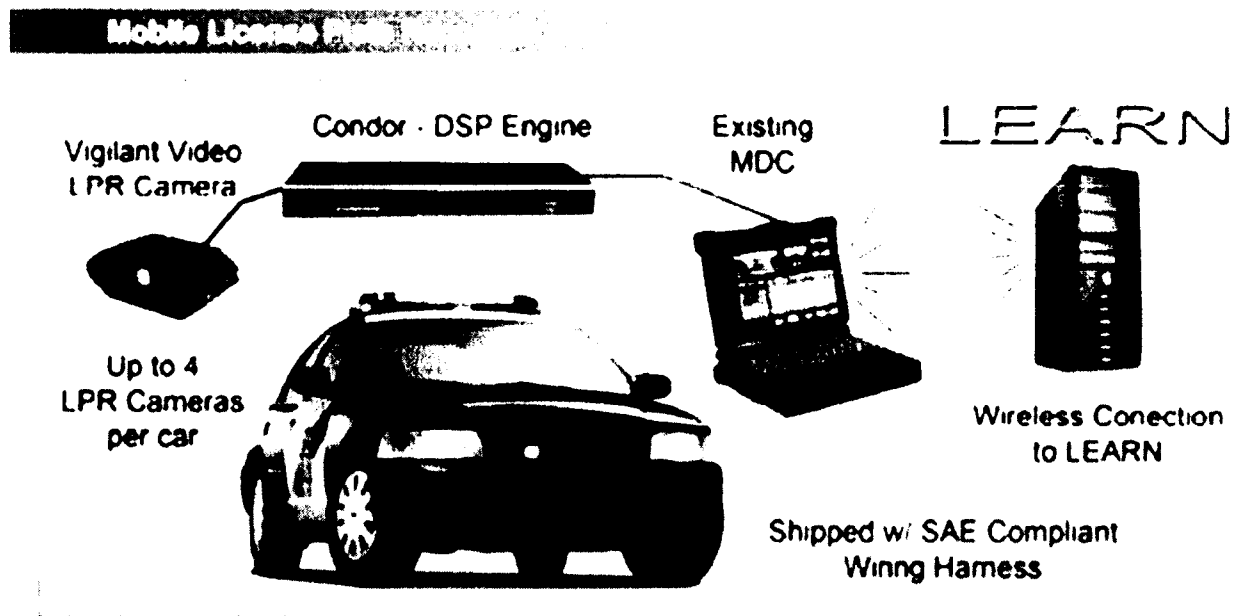 Mobile License Plate
Vigilant Video
LPR Camera
Condor - DSP Engine
Existing
MDC
LEARN
Up to 4
LPR Cameras
per car
Wireless Conection
to LEARN
Shipped w/ SAE Compliant
Wiring Harness